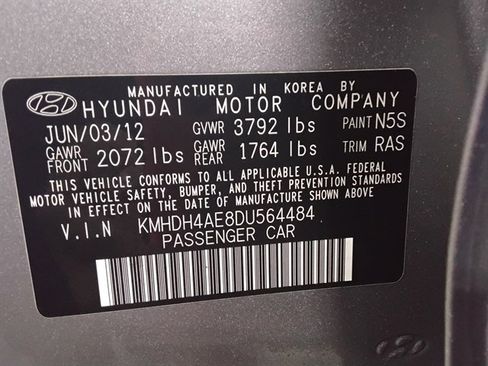 MANUFACTURED IN KOREA BY
HYUNDAI MOTOR COMPANY
JUN/03/12 GVWR 3792 lbs PAINT N5S
GAWR FRONT 2072 lbs GAWR REAR 1764 lbs TRIM RAS
THIS VEHICLE CONFORMS TO ALL APPLICABLE U.S.A. FEDERAL
MOTOR VEHICLE SAFETY, BUMPER, AND THEFT PREVENTION STANDARDS
IN EFFECT ON THE DATE OF MANUFACTURE SHOWN ABOVE.
V.I.N KMHDH4AE8DU564484
PASSENGER CAR